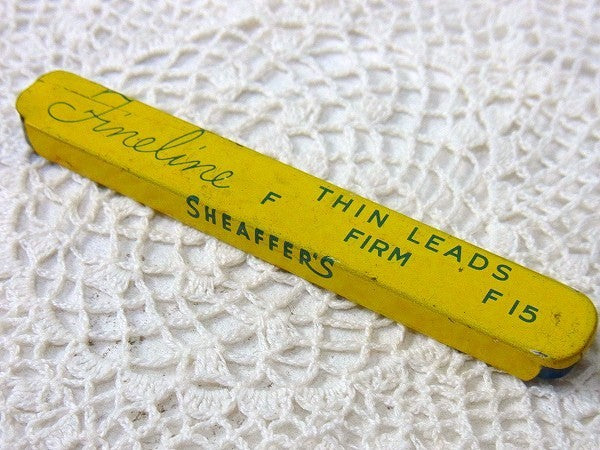 Fineline
THIN LEADS
F FIRM F15
SHEAFFER'S